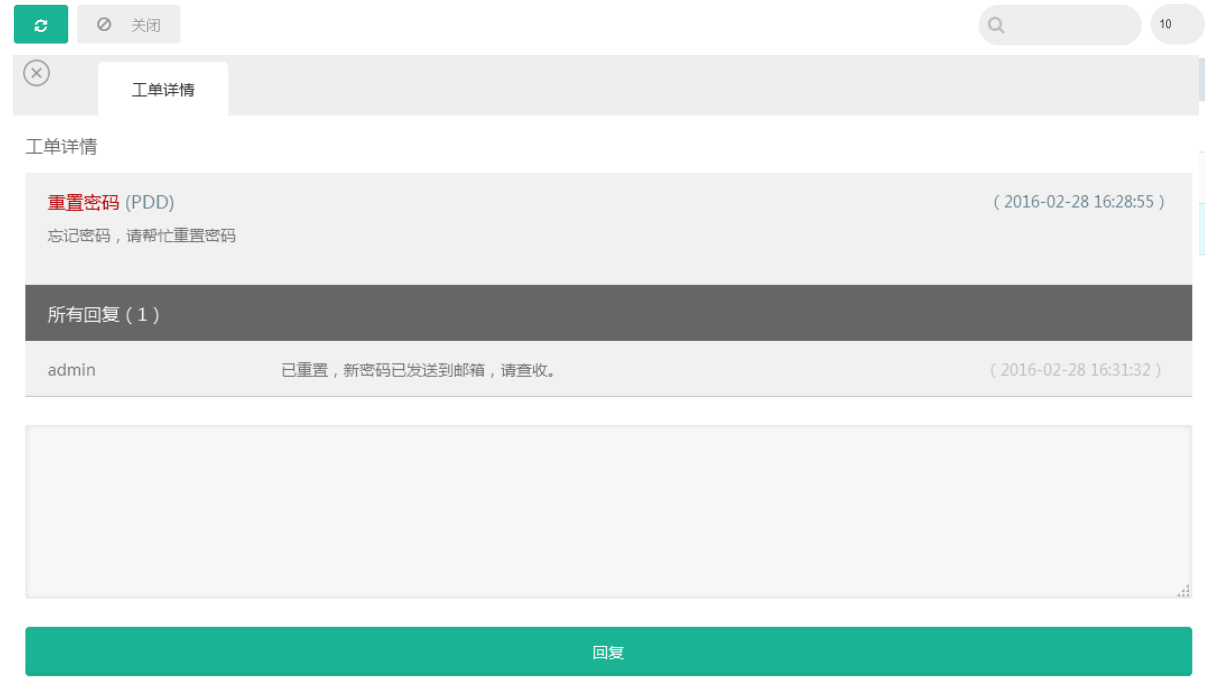 关闭
10
工单详情
工单详情
重置密码 (PDD)
( 2016-02-28 16:28:55 )
忘记密码，请帮忙重置密码
所有回复 ( 1 )
admin
已重置，新密码已发送到邮箱，请查收。
( 2016-02-28 16:31:32 )
回复